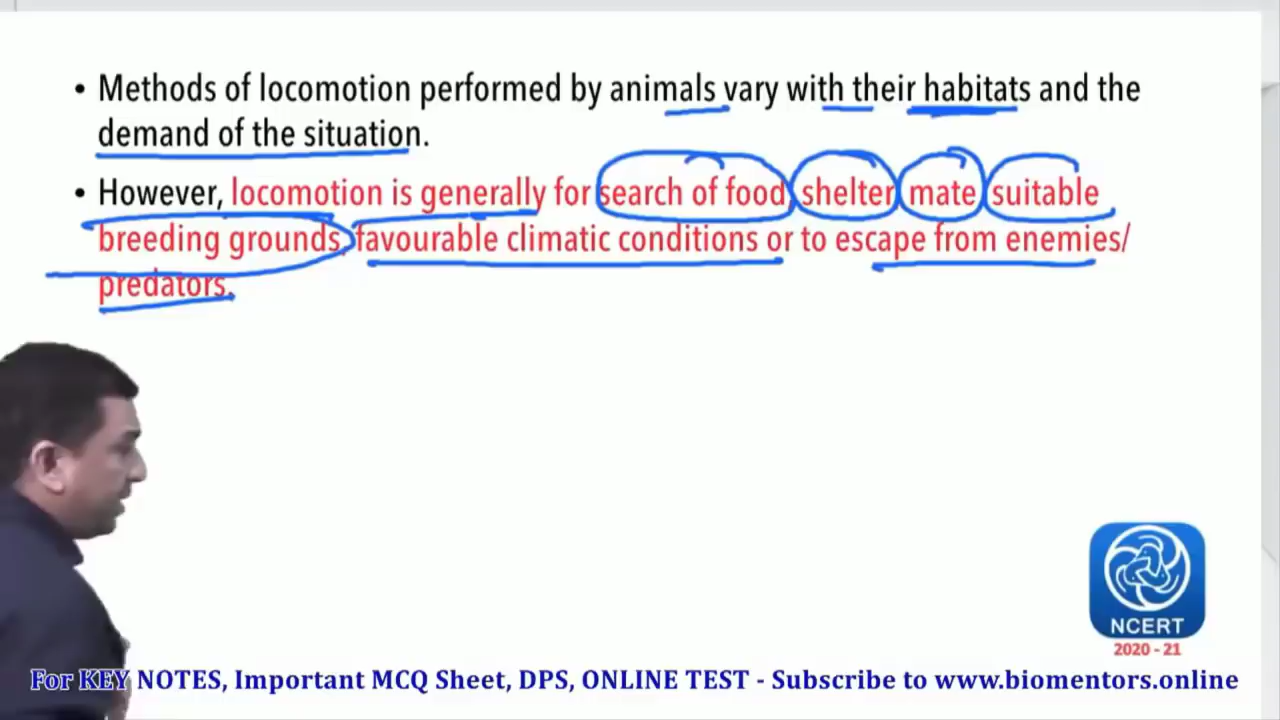 • Methods of locomotion performed by animals vary with their habitats and the
demand of the situation.
• However, locomotion is generally for search of food, shelter, mate, suitable
breeding grounds, favourable climatic conditions or to escape from enemies/
predators.
NCERT
2020 - 21
For KEY NOTES, Important MCQ Sheet, DPS, ONLINE TEST - Subscribe to www.biomentors.online